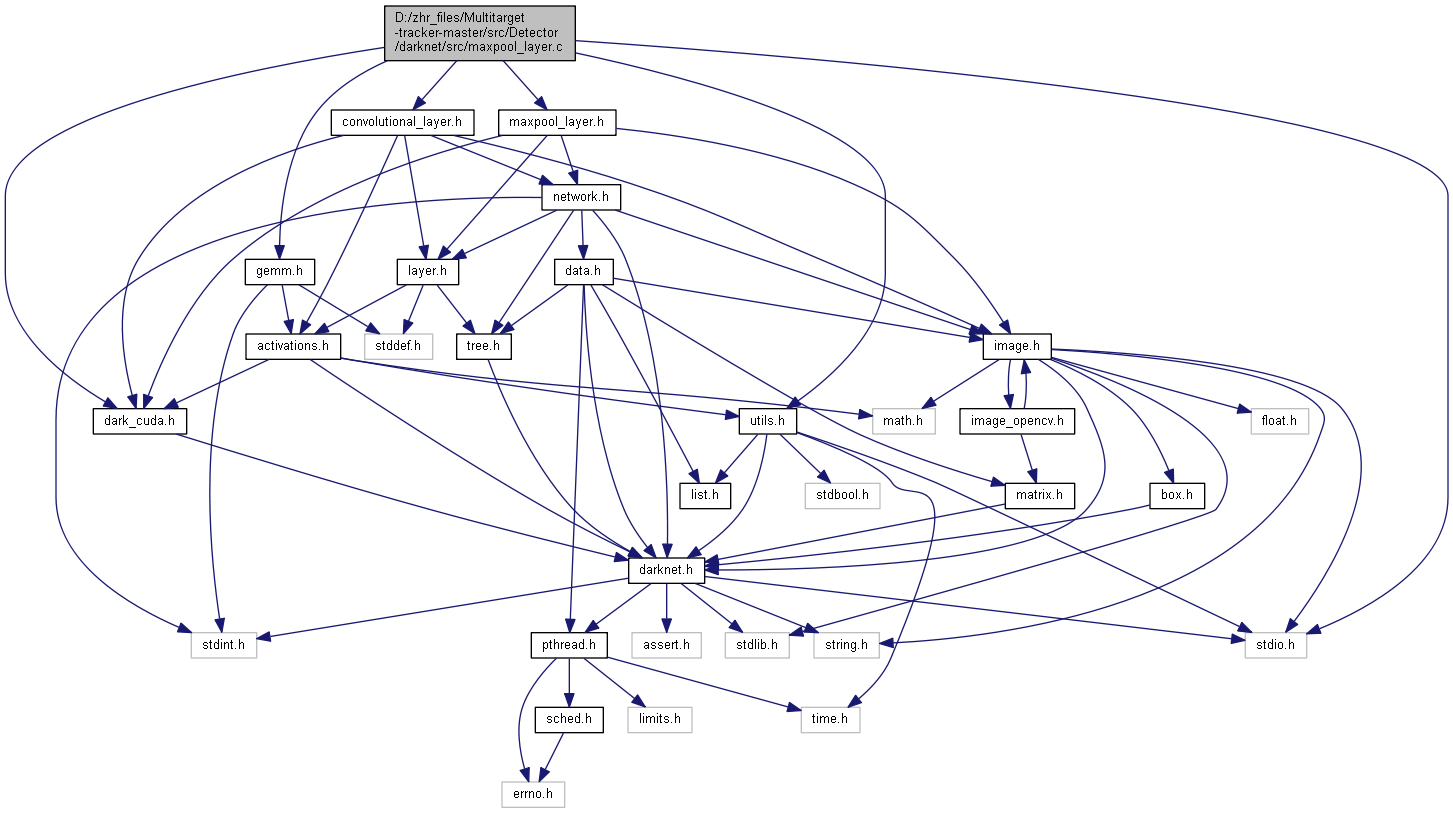 D:/zhr_files/Multitarget
-tracker-master/src/Detector
/darknet/src/maxpool_layer.c
convolutional_layer.h
maxpool_layer.h
network.h
gemm.h
layer.h
data.h
activations.h
stddef.h
tree.h
image.h
dark_cuda.h
utils.h
math.h
image_opencv.h
float.h
list.h
stdbool.h
matrix.h
box.h
darknet.h
stdint.h
pthread.h
assert.h
stdlib.h
string.h
stdio.h
sched.h
limits.h
time.h
errno.h